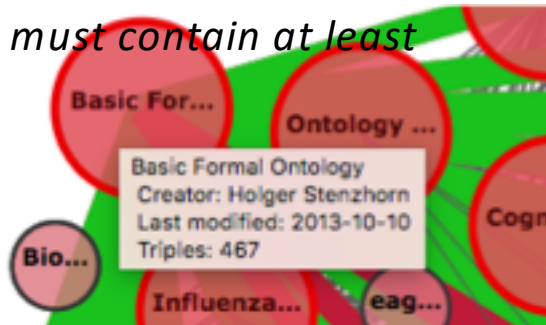 must contain at least
Basic For...
Ontology ...
Basic Formal Ontology
Creator: Holger Stenzhorn
Last modified: 2013-10-10
Triples: 467
Cogn
Bio...
Influenza...
eag...